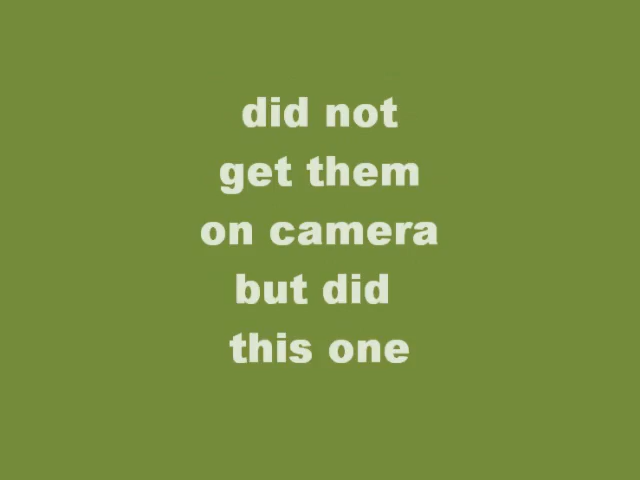 did not
get them
on camera
but did
this one